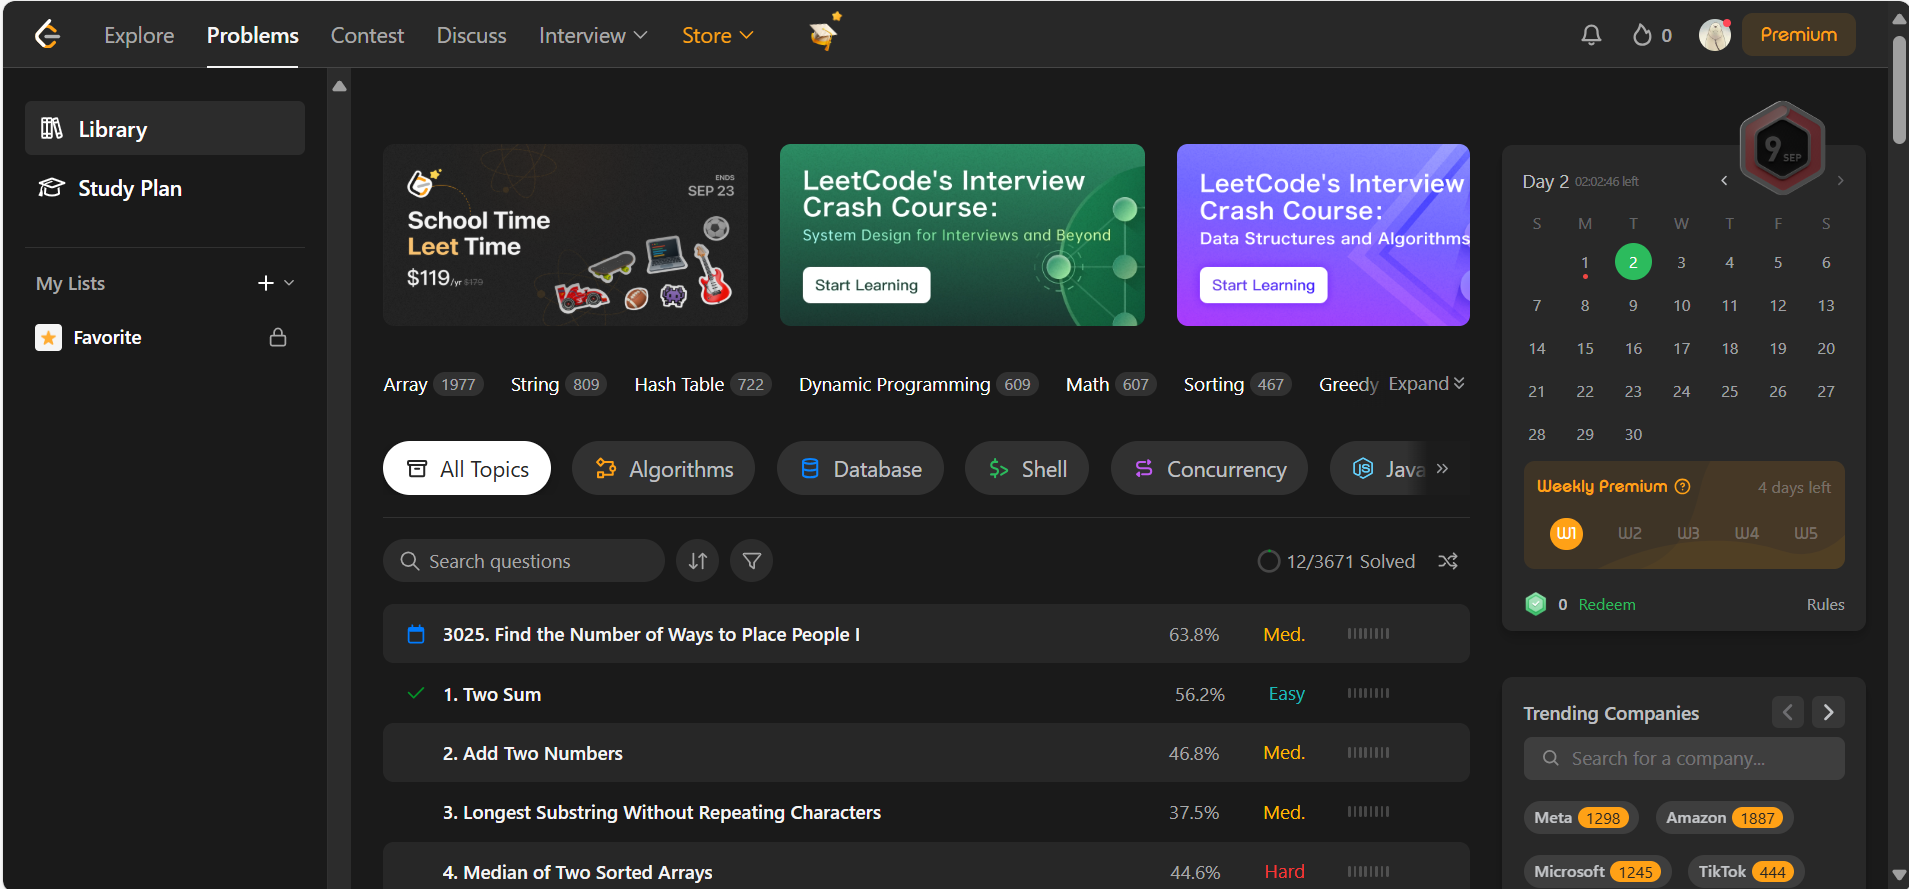 Explore Problems Contest Discuss Interview Store 0 Premium
Library
Study Plan
My Lists
Favorite
ENDS
SEP 23
School Time
Leet Time
$119/yr $179
LeetCode's Interview
Crash Course:
System Design for Interviews and Beyond
Start Learning
LeetCode's Interview
Crash Course:
Data Structures and Algorithms
Start Learning
Array 1977 String 809 Hash Table 722 Dynamic Programming 609 Math 607 Sorting 467 Greedy Expand
All Topics Algorithms Database Shell Concurrency JS Java
Search questions 12/3671 Solved
3025. Find the Number of Ways to Place People I 63.8% Med.
1. Two Sum 56.2% Easy
2. Add Two Numbers 46.8% Med.
3. Longest Substring Without Repeating Characters 37.5% Med.
4. Median of Two Sorted Arrays 44.6% Hard
9 SEP
Day 2 02:02:46 left
S M T W T F S
1 2 3 4 5 6
7 8 9 10 11 12 13
14 15 16 17 18 19 20
21 22 23 24 25 26 27
28 29 30
Weekly Premium ? 4 days left
W1 W2 W3 W4 W5
0 Redeem Rules
Trending Companies
Search for a company...
Meta 1298 Amazon 1887
Microsoft 1245 TikTok 444